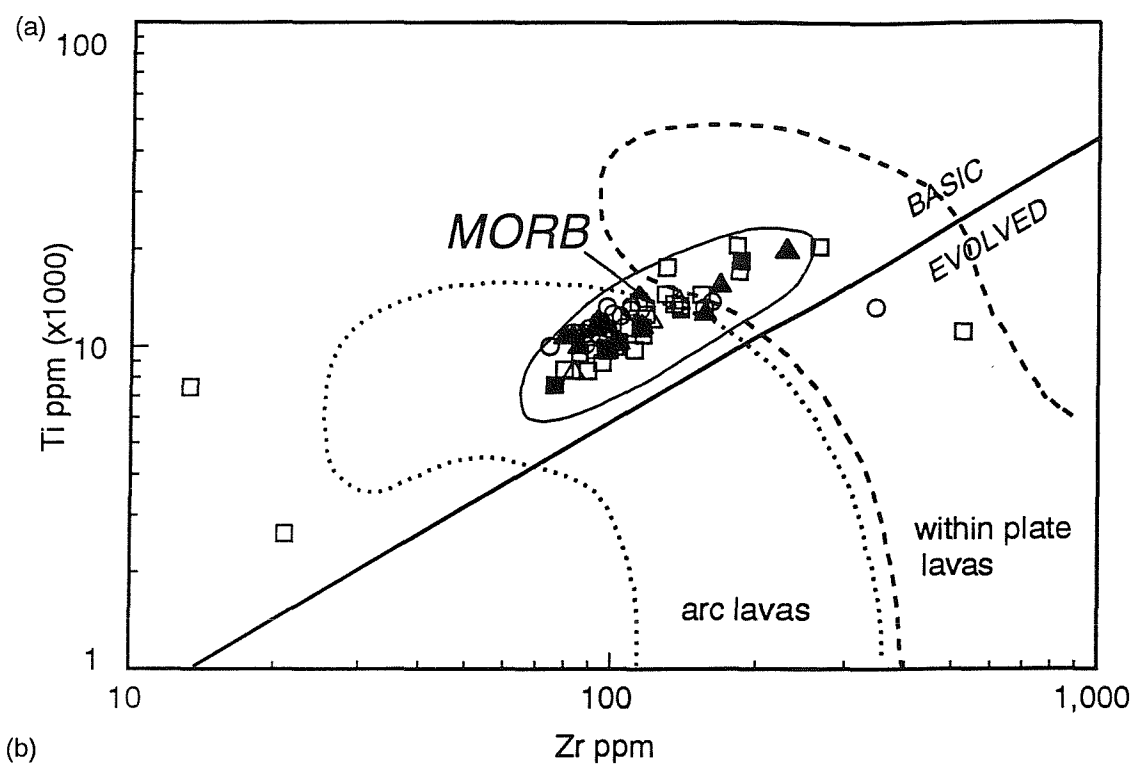 (a)
100
MORB
BASIC
EVOLVED
Ti ppm (x1000)
10
within plate
lavas
arc lavas
1
10
100
1,000
Zr ppm
(b)